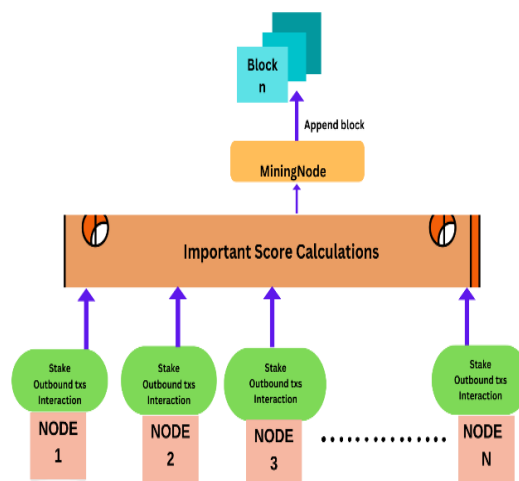 Block
n
Append block
MiningNode
Important Score Calculations
Stake
Outbound txs
Interaction
NODE
1
Stake
Outbound txs
Interaction
NODE
2
Stake
Outbound txs
Interaction
NODE
3
Stake
Outbound txs
Interaction
NODE
N